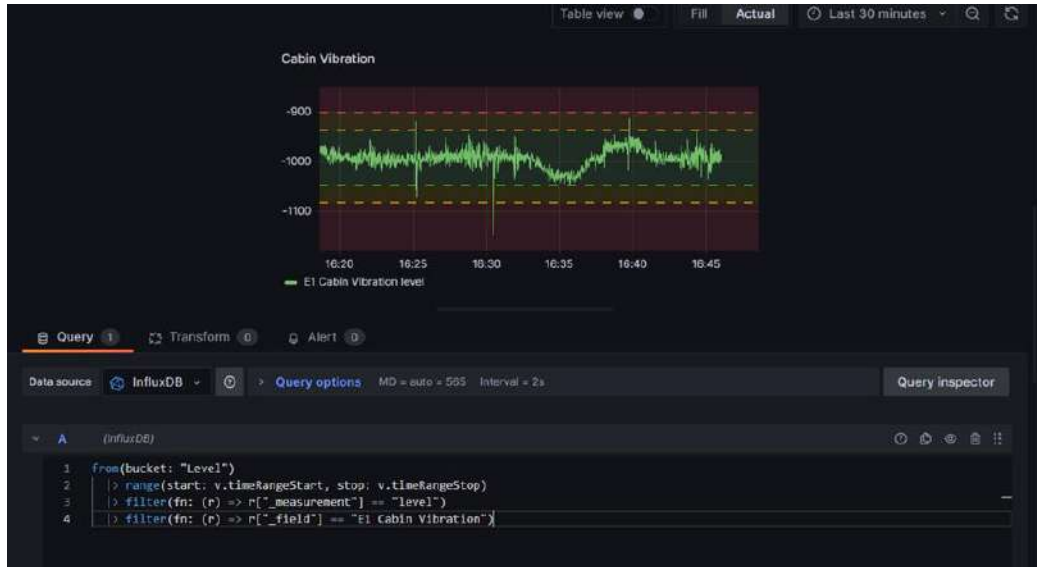 Table view Fill Actual Last 30 minutes
Cabin Vibration
-900
-1000
-1100
16:20 16:25 16:30 16:35 16:40 16:45
E1 Cabin Vibration level
Query 1 Transform 0 Alert 0
Data source InfluxDB > Query options MD = auto = 565 Interval = 2s Query inspector
A (InfluxDB)
1 from(bucket: "Level")
2 |> range(start: v.timeRangeStart, stop: v.timeRangeStop)
3 |> filter(fn: (r) => r["_measurement"] == "level")
4 |> filter(fn: (r) => r["_field"] == "E1 Cabin Vibration")